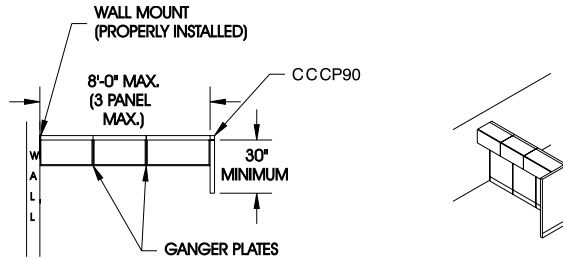 WALL MOUNT
(PROPERLY INSTALLED)
8'-0" MAX.
(3 PANEL
MAX.)
CCCP90
30"
MINIMUM
W
A
L
L
GANGER PLATES